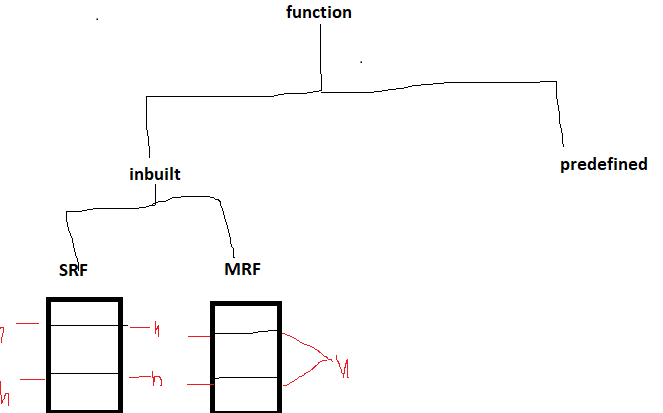 function
inbuilt
predefined
SRF
MRF